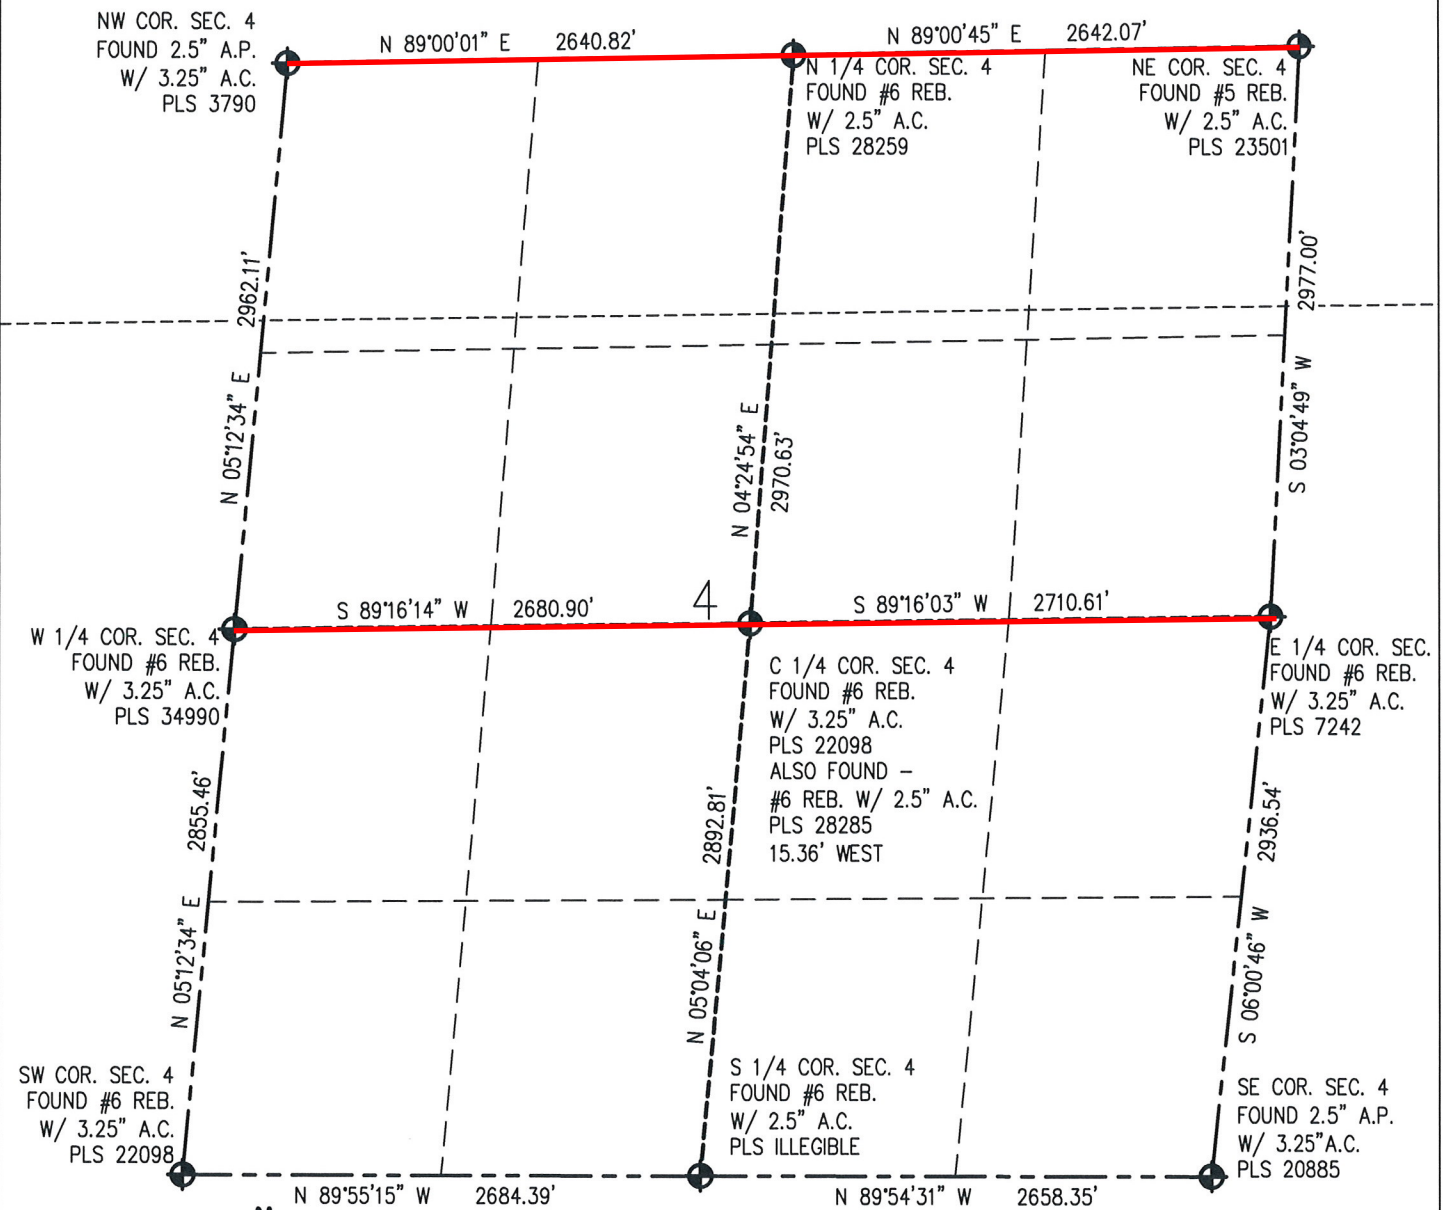 NW COR. SEC. 4
FOUND 2.5" A.P.
W/ 3.25" A.C.
PLS 3790
N 89°00'01" E 2640.82'
N 89°00'45" E 2642.07'
N 1/4 COR. SEC. 4
FOUND #6 REB.
W/ 2.5" A.C.
PLS 28259
NE COR. SEC. 4
FOUND #5 REB.
W/ 2.5" A.C.
PLS 23501
2962.11'
N 05°12'34" E
N 04°24'54" E
2970.63'
2977.00'
S 03°04'49" W
S 89°16'14" W 2680.90'
4
S 89°16'03" W 2710.61'
W 1/4 COR. SEC. 4
FOUND #6 REB.
W/ 3.25" A.C.
PLS 34990
C 1/4 COR. SEC. 4
FOUND #6 REB.
W/ 3.25" A.C.
PLS 22098
ALSO FOUND –
#6 REB. W/ 2.5" A.C.
PLS 28285
15.36' WEST
E 1/4 COR. SEC.
FOUND #6 REB.
W/ 3.25" A.C.
PLS 7242
2855.46'
N 05°12'34" E
2892.81'
N 05°04'06" E
2936.54'
S 06°00'46" W
SW COR. SEC. 4
FOUND #6 REB.
W/ 3.25" A.C.
PLS 22098
S 1/4 COR. SEC. 4
FOUND #6 REB.
W/ 2.5" A.C.
PLS ILLEGIBLE
SE COR. SEC. 4
FOUND 2.5" A.P.
W/ 3.25"A.C.
PLS 20885
N 89°55'15" W 2684.39'
N 89°54'31" W 2658.35'